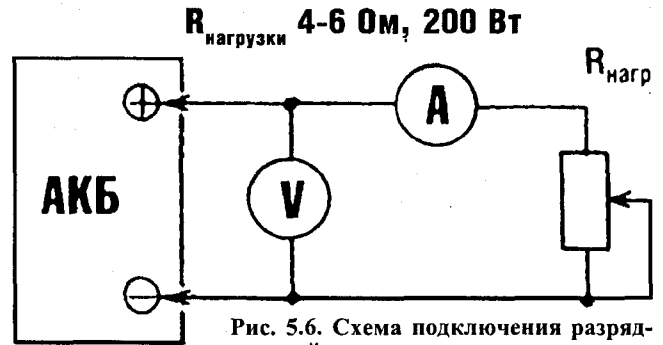 Rнагрузки 4-6 Ом, 200 Вт
Rнагр
A
АКБ
V
Рис. 5.6. Схема подключения разряд-